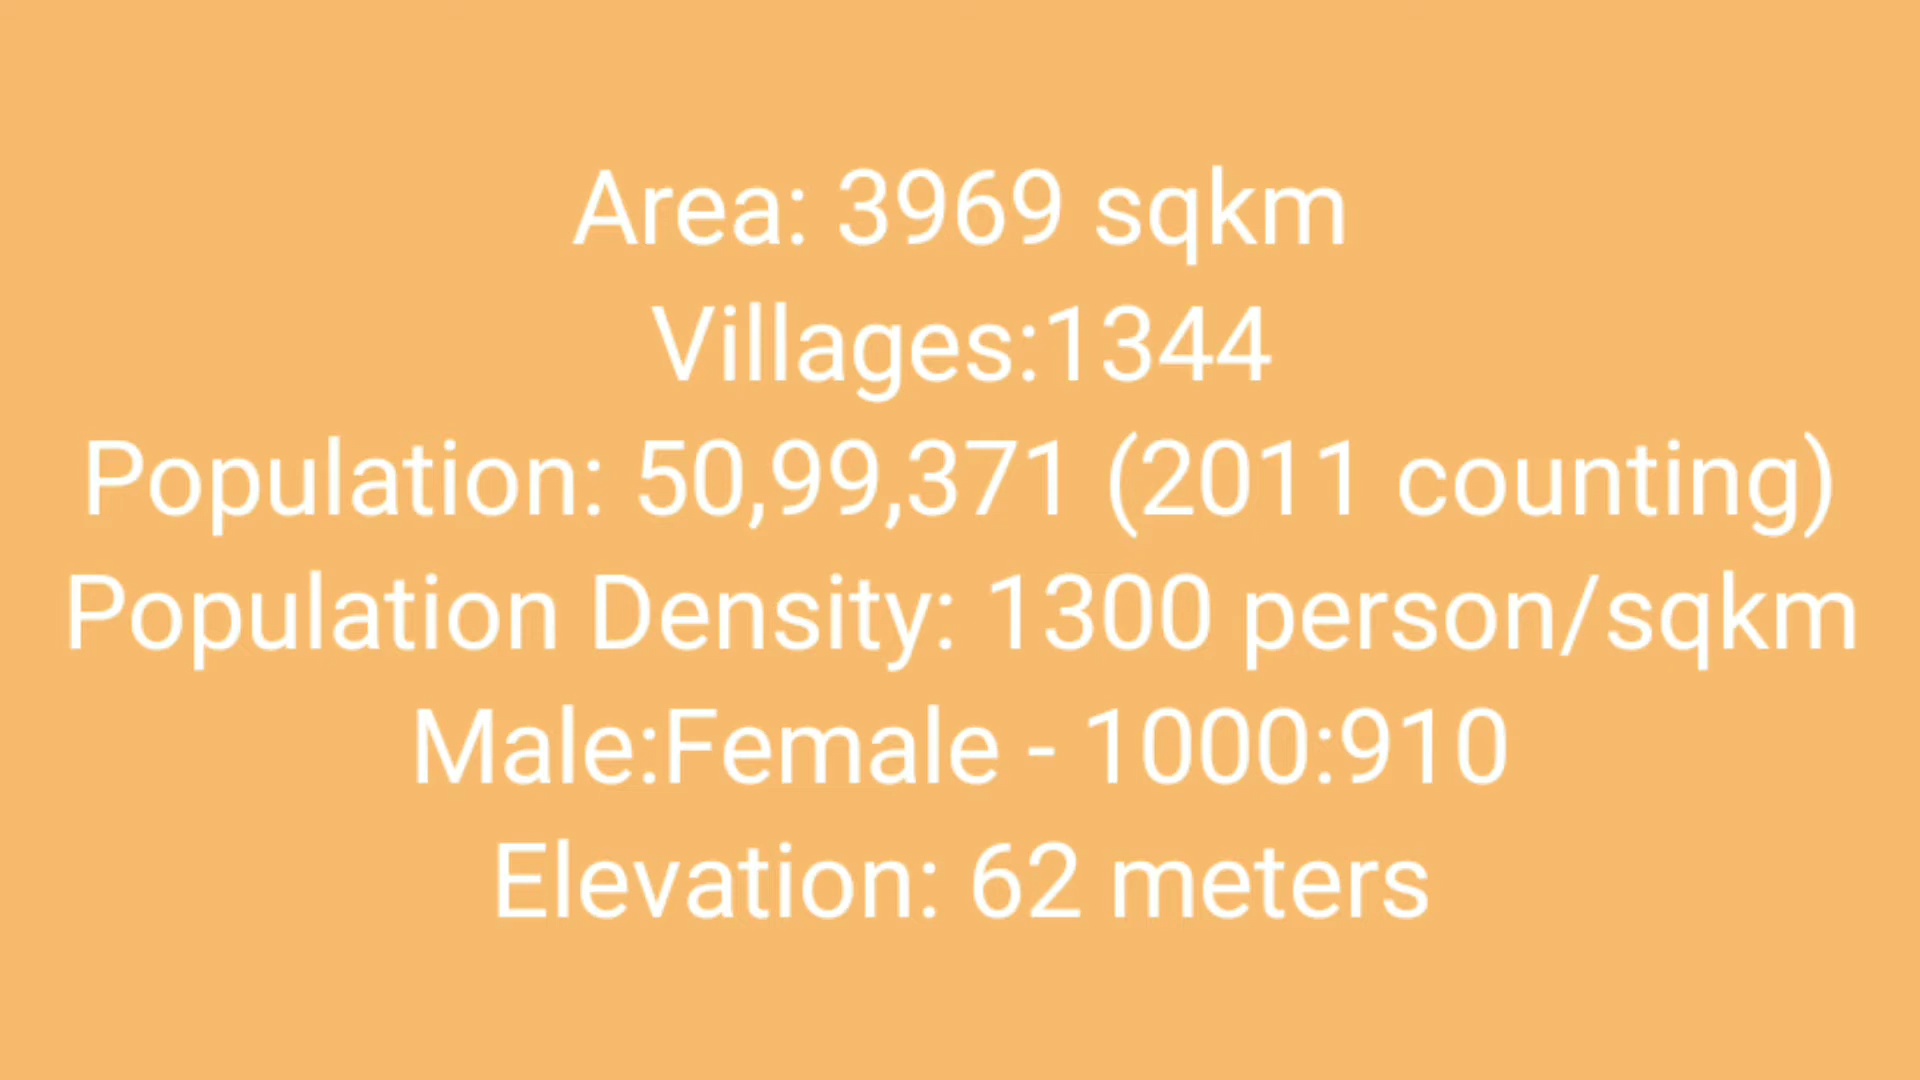 Area: 3969 sqkm
Villages:1344
Population: 50,99,371 (2011 counting)
Population Density: 1300 person/sqkm
Male:Female - 1000:910
Elevation: 62 meters